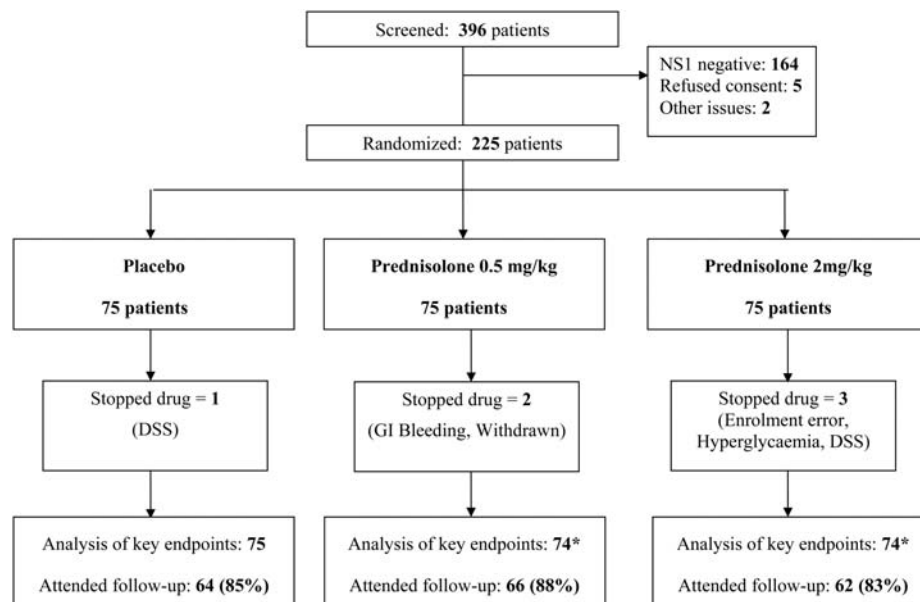 Screened: 396 patients
NS1 negative: 164
Refused consent: 5
Other issues: 2
Randomized: 225 patients
Placebo
75 patients
Prednisolone 0.5 mg/kg
75 patients
Prednisolone 2mg/kg
75 patients
Stopped drug = 1
(DSS)
Stopped drug = 2
(GI Bleeding, Withdrawn)
Stopped drug = 3
(Enrolment error,
Hyperglycaemia, DSS)
Analysis of key endpoints: 75
Attended follow-up: 64 (85%)
Analysis of key endpoints: 74*
Attended follow-up: 66 (88%)
Analysis of key endpoints: 74*
Attended follow-up: 62 (83%)